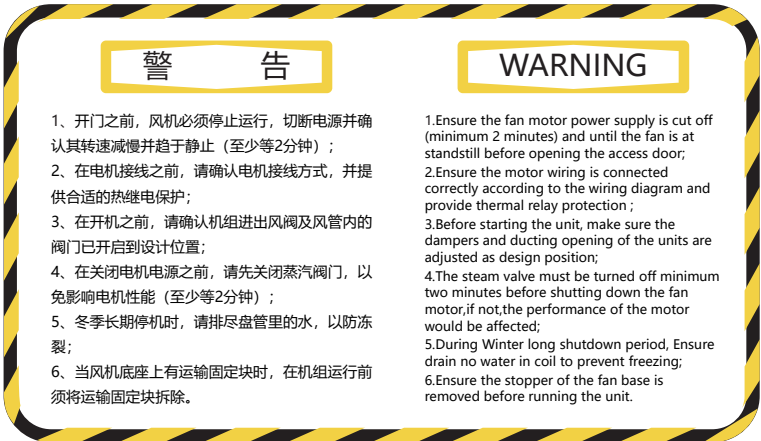 警 告
1、开门之前，风机必须停止运行，切断电源并确
认其转速减慢并趋于静止（至少等2分钟）；
2、在电机接线之前，请确认电机接线方式，并提
供合适的热继电保护；
3、在开机之前，请确认机组进出风阀及风管内的
阀门已开启到设计位置；
4、在关闭电机电源之前，请先关闭蒸汽阀门，以
免影响电机性能（至少等2分钟）；
5、冬季长期停机时，请排尽盘管里的水，以防冻
裂；
6、当风机底座上有运输固定块时，在机组运行前
须将运输固定块拆除。
WARNING
1.Ensure the fan motor power supply is cut off
(minimum 2 minutes) and until the fan is at
standstill before opening the access door;
2.Ensure the motor wiring is connected
correctly according to the wiring diagram and
provide thermal relay protection ;
3.Before starting the unit, make sure the
dampers and ducting opening of the units are
adjusted as design position;
4.The steam valve must be turned off minimum
two minutes before shutting down the fan
motor,if not,the performance of the motor
would be affected;
5.During Winter long shutdown period, Ensure
drain no water in coil to prevent freezing;
6.Ensure the stopper of the fan base is
removed before running the unit.